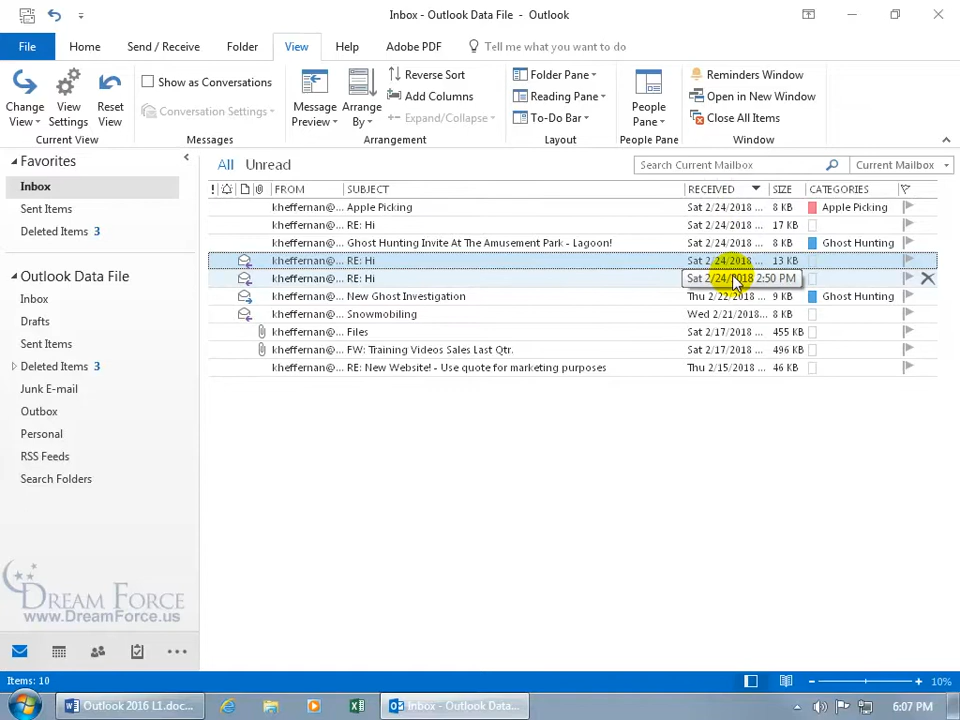 Inbox - Outlook Data File - Outlook
File Home Send / Receive Folder View Help Adobe PDF Tell me what you want to do
Change View
View Settings
Reset View
Current View
Show as Conversations
Conversation Settings
Messages
Message Preview
Arrange By
Reverse Sort
Add Columns
Expand/Collapse
Arrangement
Folder Pane
Reading Pane
To-Do Bar
Layout
People Pane
People Pane
Reminders Window
Open in New Window
Close All Items
Window
Favorites
Inbox
Sent Items
Deleted Items 3
Outlook Data File
Inbox
Drafts
Sent Items
Deleted Items 3
Junk E-mail
Outbox
Personal
RSS Feeds
Search Folders
DREAM FORCE
www.DreamForce.us
All Unread Search Current Mailbox Current Mailbox
! FROM SUBJECT RECEIVED SIZE CATEGORIES
kheffernan@... Apple Picking Sat 2/24/2018 ... 8 KB Apple Picking
kheffernan@... RE: Hi Sat 2/24/2018 ... 17 KB
kheffernan@... Ghost Hunting Invite At The Amusement Park - Lagoon! Sat 2/24/2018 ... 8 KB Ghost Hunting
kheffernan@... RE: Hi Sat 2/24/2018 ... 13 KB
kheffernan@... RE: Hi Sat 2/24/2018 2:50 PM
kheffernan@... New Ghost Investigation Thu 2/22/2018 ... 9 KB Ghost Hunting
kheffernan@... Snowmobiling Wed 2/21/2018... 8 KB
kheffernan@... Files Sat 2/17/2018 ... 455 KB
kheffernan@... FW: Training Videos Sales Last Qtr. Sat 2/17/2018 ... 496 KB
kheffernan@... RE: New Website! - Use quote for marketing purposes Thu 2/15/2018 ... 46 KB
Items: 10 10%
Outlook 2016 L1.doc... Inbox - Outlook Data... 6:07 PM